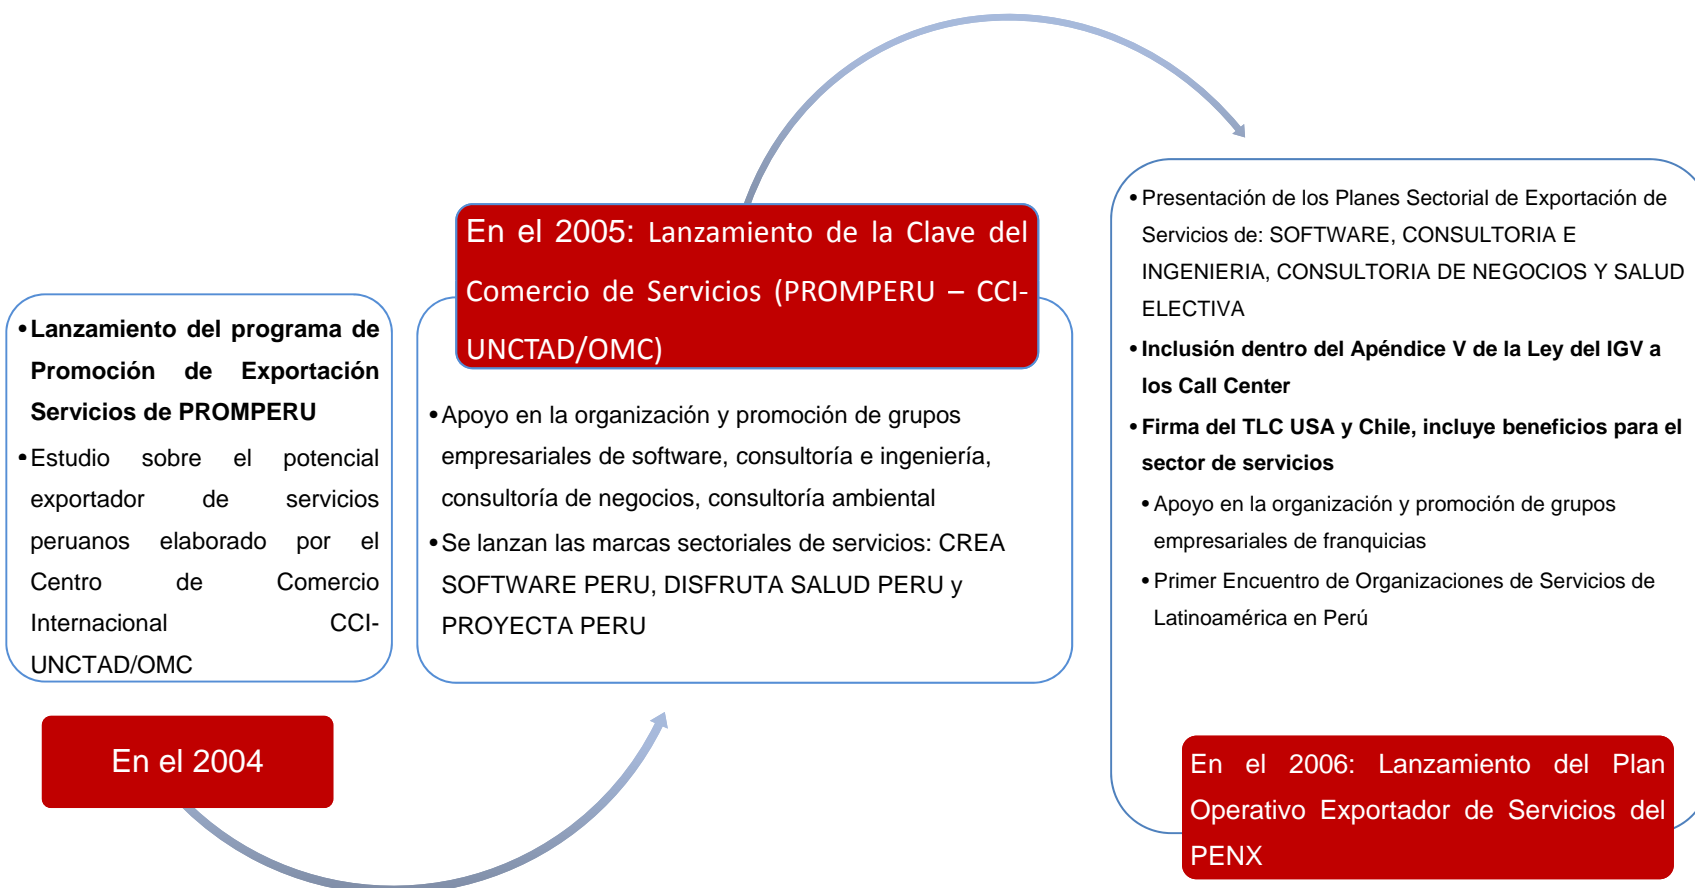 • Lanzamiento del programa de
Promoción de Exportación
Servicios de PROMPERU
• Estudio sobre el potencial
exportador de servicios
peruanos elaborado por el
Centro de Comercio
Internacional CCI-
UNCTAD/OMC
En el 2004
En el 2005: Lanzamiento de la Clave del
Comercio de Servicios (PROMPERU – CCI-
UNCTAD/OMC)
• Apoyo en la organización y promoción de grupos
empresariales de software, consultoría e ingeniería,
consultoría de negocios, consultoría ambiental
• Se lanzan las marcas sectoriales de servicios: CREA
SOFTWARE PERU, DISFRUTA SALUD PERU y
PROYECTA PERU
• Presentación de los Planes Sectorial de Exportación de
Servicios de: SOFTWARE, CONSULTORIA E
INGENIERIA, CONSULTORIA DE NEGOCIOS Y SALUD
ELECTIVA
• Inclusión dentro del Apéndice V de la Ley del IGV a
los Call Center
• Firma del TLC USA y Chile, incluye beneficios para el
sector de servicios
• Apoyo en la organización y promoción de grupos
empresariales de franquicias
• Primer Encuentro de Organizaciones de Servicios de
Latinoamérica en Perú
En el 2006: Lanzamiento del Plan
Operativo Exportador de Servicios del
PENX